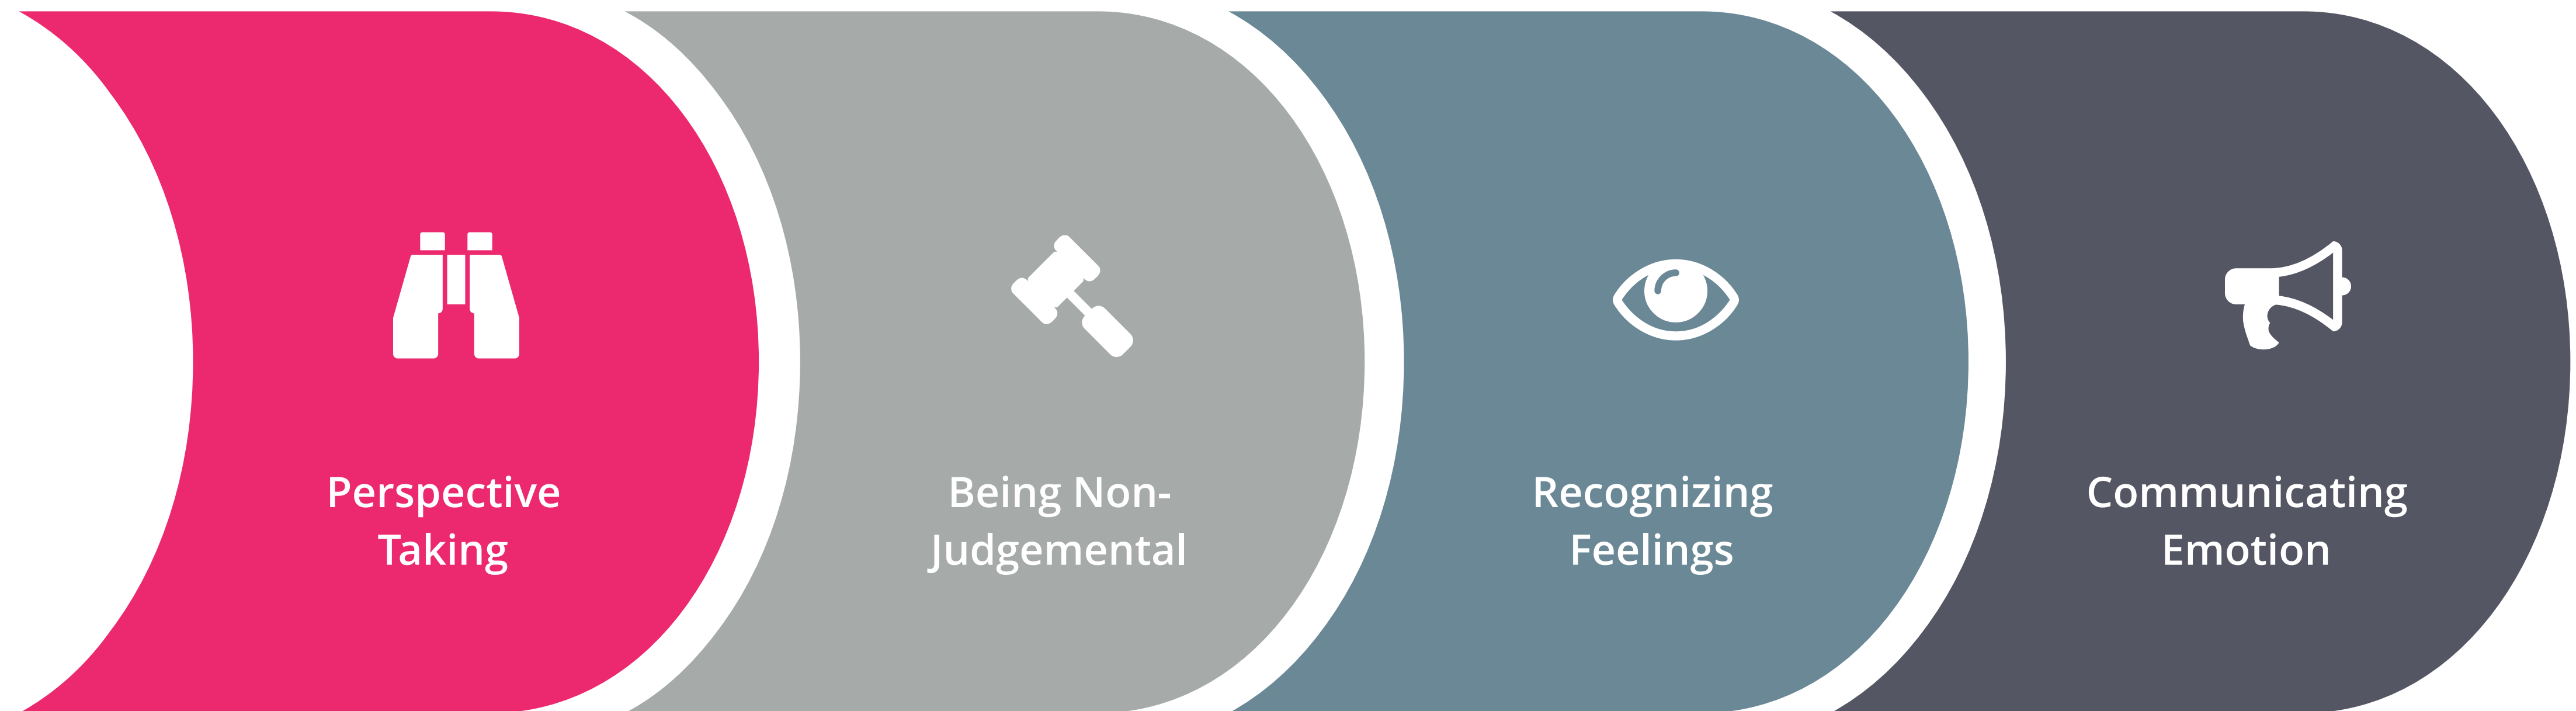 Perspective
Taking
Being Non-
Judgemental
Recognizing
Feelings
Communicating
Emotion